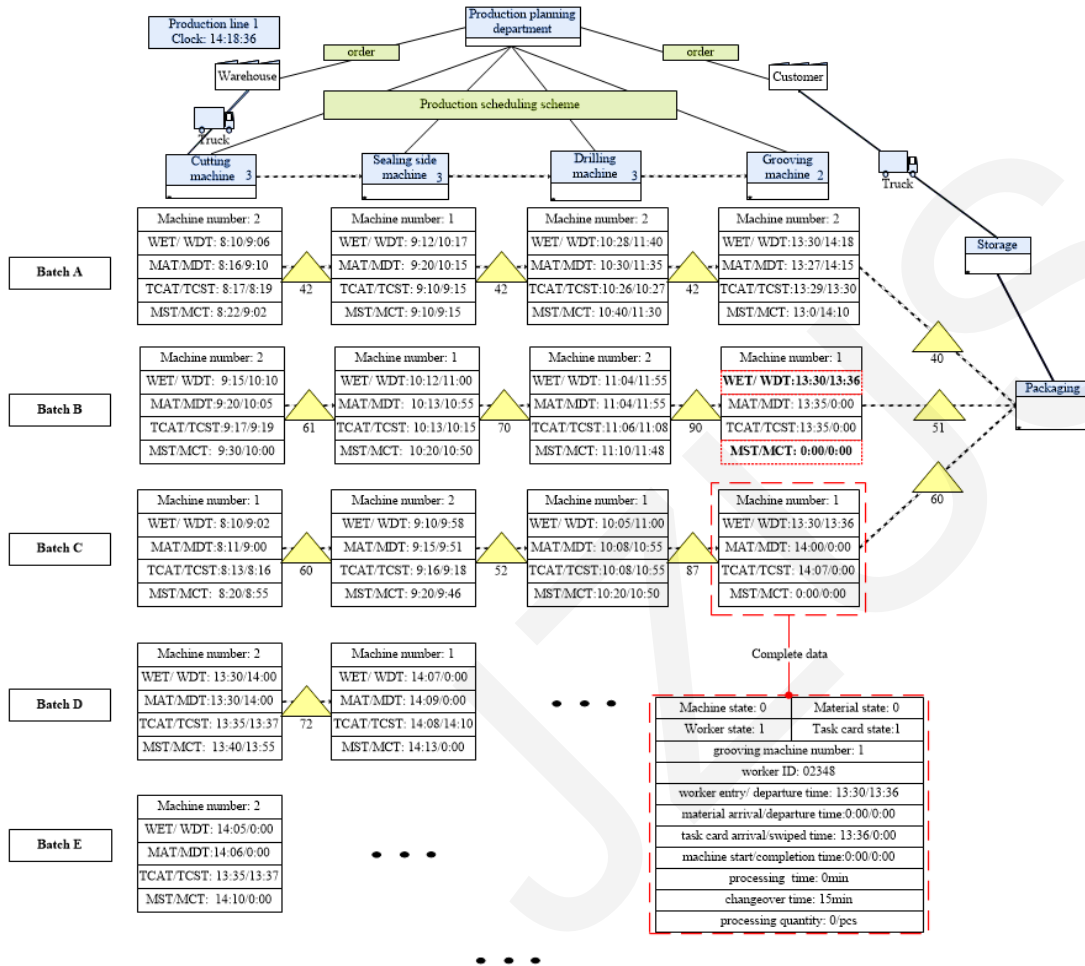 Production line 1
Clock: 14:18:36
Production planning
department
order
order
Warehouse
Customer
Production scheduling scheme
Truck
Truck
Cutting
machine 3
Sealing side
machine 3
Drilling
machine 3
Grooving
machine 2
Storage
Packaging
Batch A
Machine number: 2
WET/ WDT: 8:10/9:06
MAT/MDT: 8:16/9:10
TCAT/TCST: 8:17/8:19
MST/MCT: 8:22/9:02
42
Machine number: 1
WET/ WDT: 9:12/10:17
MAT/MDT: 9:20/10:15
TCAT/TCST: 9:10/9:15
MST/MCT: 9:10/9:15
42
Machine number: 2
WET/ WDT:10:28/11:40
MAT/MDT: 10:30/11:35
TCAT/TCST: 10:26/10:27
MST/MCT: 10:40/11:30
42
Machine number: 2
WET/ WDT: 13:30/14:18
MAT/MDT: 13:27/14:15
TCAT/TCST: 13:29/13:30
MST/MCT: 13:0/14:10
40
Batch B
Machine number: 2
WET/ WDT: 9:15/10:10
MAT/MDT:9:20/10:05
TCAT/TCST:9:17/9:19
MST/MCT: 9:30/10:00
61
Machine number: 1
WET/ WDT:10:12/11:00
MAT/MDT: 10:13/10:55
TCAT/TCST: 10:13/10:15
MST/MCT: 10:20/10:50
70
Machine number: 2
WET/ WDT: 11:04/11:55
MAT/MDT: 11:04/11:55
TCAT/TCST: 11:06/11:08
MST/MCT: 11:10/11:48
90
Machine number: 1
WET/ WDT:13:30/13:36
MAT/MDT: 13:35/0:00
TCAT/TCST:13:35/0:00
MST/MCT: 0:00/0:00
51
Batch C
Machine number: 1
WET/ WDT: 8:10/9:02
MAT/MDT:8:11/9:00
TCAT/TCST: 8:13/8:16
MST/MCT: 8:20/8:55
60
Machine number: 2
WET/ WDT: 9:10/9:58
MAT/MDT: 9:15/9:51
TCAT/TCST: 9:16/9:18
MST/MCT: 9:20/9:46
52
Machine number: 1
WET/ WDT: 10:05/11:00
MAT/MDT: 10:08/10:55
TCAT/TCST: 10:08/10:55
MST/MCT:10:20/10:50
87
Machine number: 1
WET/ WDT:13:30/13:36
MAT/MDT: 14:00/0:00
TCAT/TCST: 14:07/0:00
MST/MCT: 0:00/0:00
60
Complete data
Batch D
Machine number: 2
WET/ WDT: 13:30/14:00
MAT/MDT:13:30/14:00
TCAT/TCST: 13:35/13:37
MST/MCT: 13:40/13:55
72
Machine number: 1
WET/ WDT: 14:07/0:00
MAT/MDT: 14:09/0:00
TCAT/TCST: 14:08/14:10
MST/MCT: 14:13/0:00
Batch E
Machine number: 2
WET/ WDT: 14:05/0:00
MAT/MDT:14:06/0:00
TCAT/TCST: 13:35/13:37
MST/MCT: 14:10/0:00
Machine state: 0
Material state: 0
Worker state: 1
Task card state:1
grooving machine number: 1
worker ID: 02348
worker entry/ departure time: 13:30/13:36
material arrival/departure time:0:00/0:00
task card arrival/swiped time: 13:36/0:00
machine start/completion time:0:00/0:00
processing time: 0min
changeover time: 15min
processing quantity: 0/pcs
JZUS